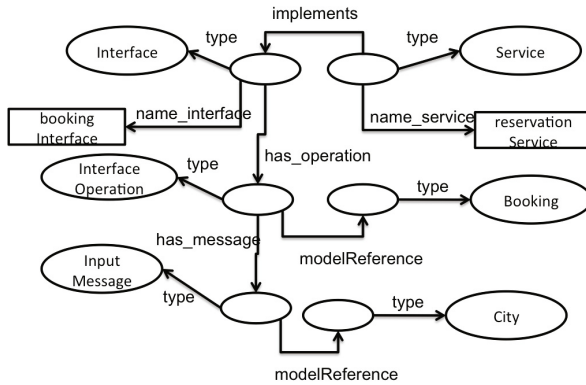 implements
type
type
Interface
Service
name_interface
name_service
booking
Interface
reservation
Service
has_operation
type
type
Interface
Operation
Booking
has_message
modelReference
Input
Message
type
type
City
modelReference